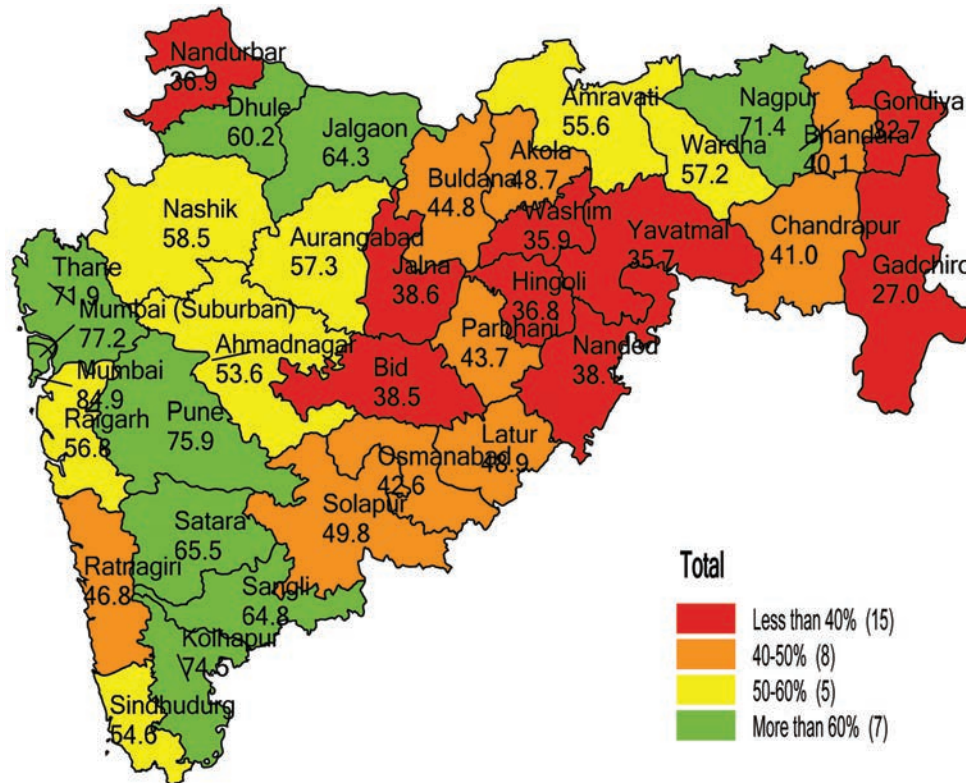 Nandurbar
36.9
Dhule
60.2
Jalgaon
64.3
Amravati
55.6
Nagpur
71.4
Gondiya
32.7
Bhandara
40.1
Wardha
57.2
Akola
48.7
Buldana
44.8
Nashik
58.5
Aurangabad
57.3
Washim
35.9
Yavatmal
35.7
Chandrapur
41.0
Thane
71.9
Jalna
38.6
Hingoli
36.8
Gadchiro
27.0
Mumbai (Suburban)
77.2
Ahmadnagar
53.6
Parbhani
43.7
Nanded
Bid
38.5
Mumbai
84.9
Raigarh
56.8
Pune
75.9
Latur
48.9
Osmanabad
42.6
Solapur
49.8
Satara
65.5
Ratnagiri
46.8
Sangli
64.8
Kolhapur
74.5
Sindhudurg
54.6
Total
Less than 40% (15)
40-50% (8)
50-60% (5)
More than 60% (7)